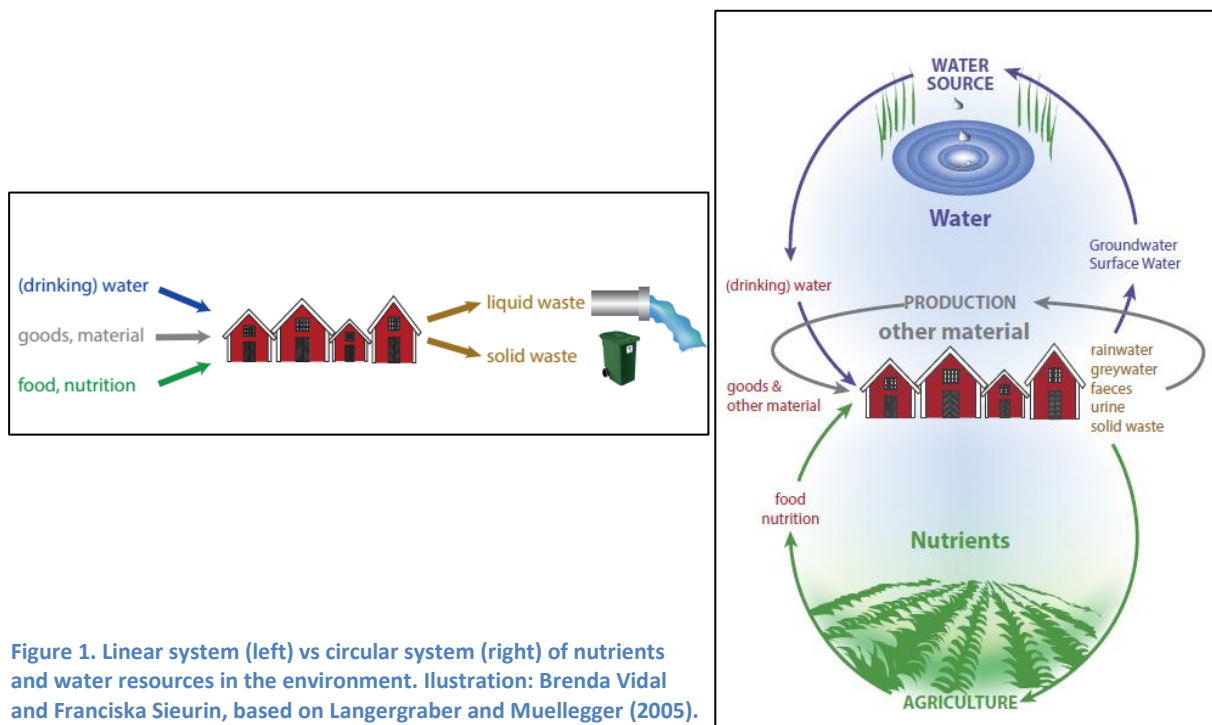 (drinking) water
goods, material
food, nutrition
liquid waste
solid waste
WATER
SOURCE
Water
Groundwater
Surface Water
(drinking) water
PRODUCTION
other material
goods &
other material
rainwater
greywater
faeces
urine
solid waste
food
nutrition
Nutrients
AGRICULTURE
Figure 1. Linear system (left) vs circular system (right) of nutrients
and water resources in the environment. Ilustration: Brenda Vidal
and Franciska Sieurin, based on Langergraber and Muellegger (2005).